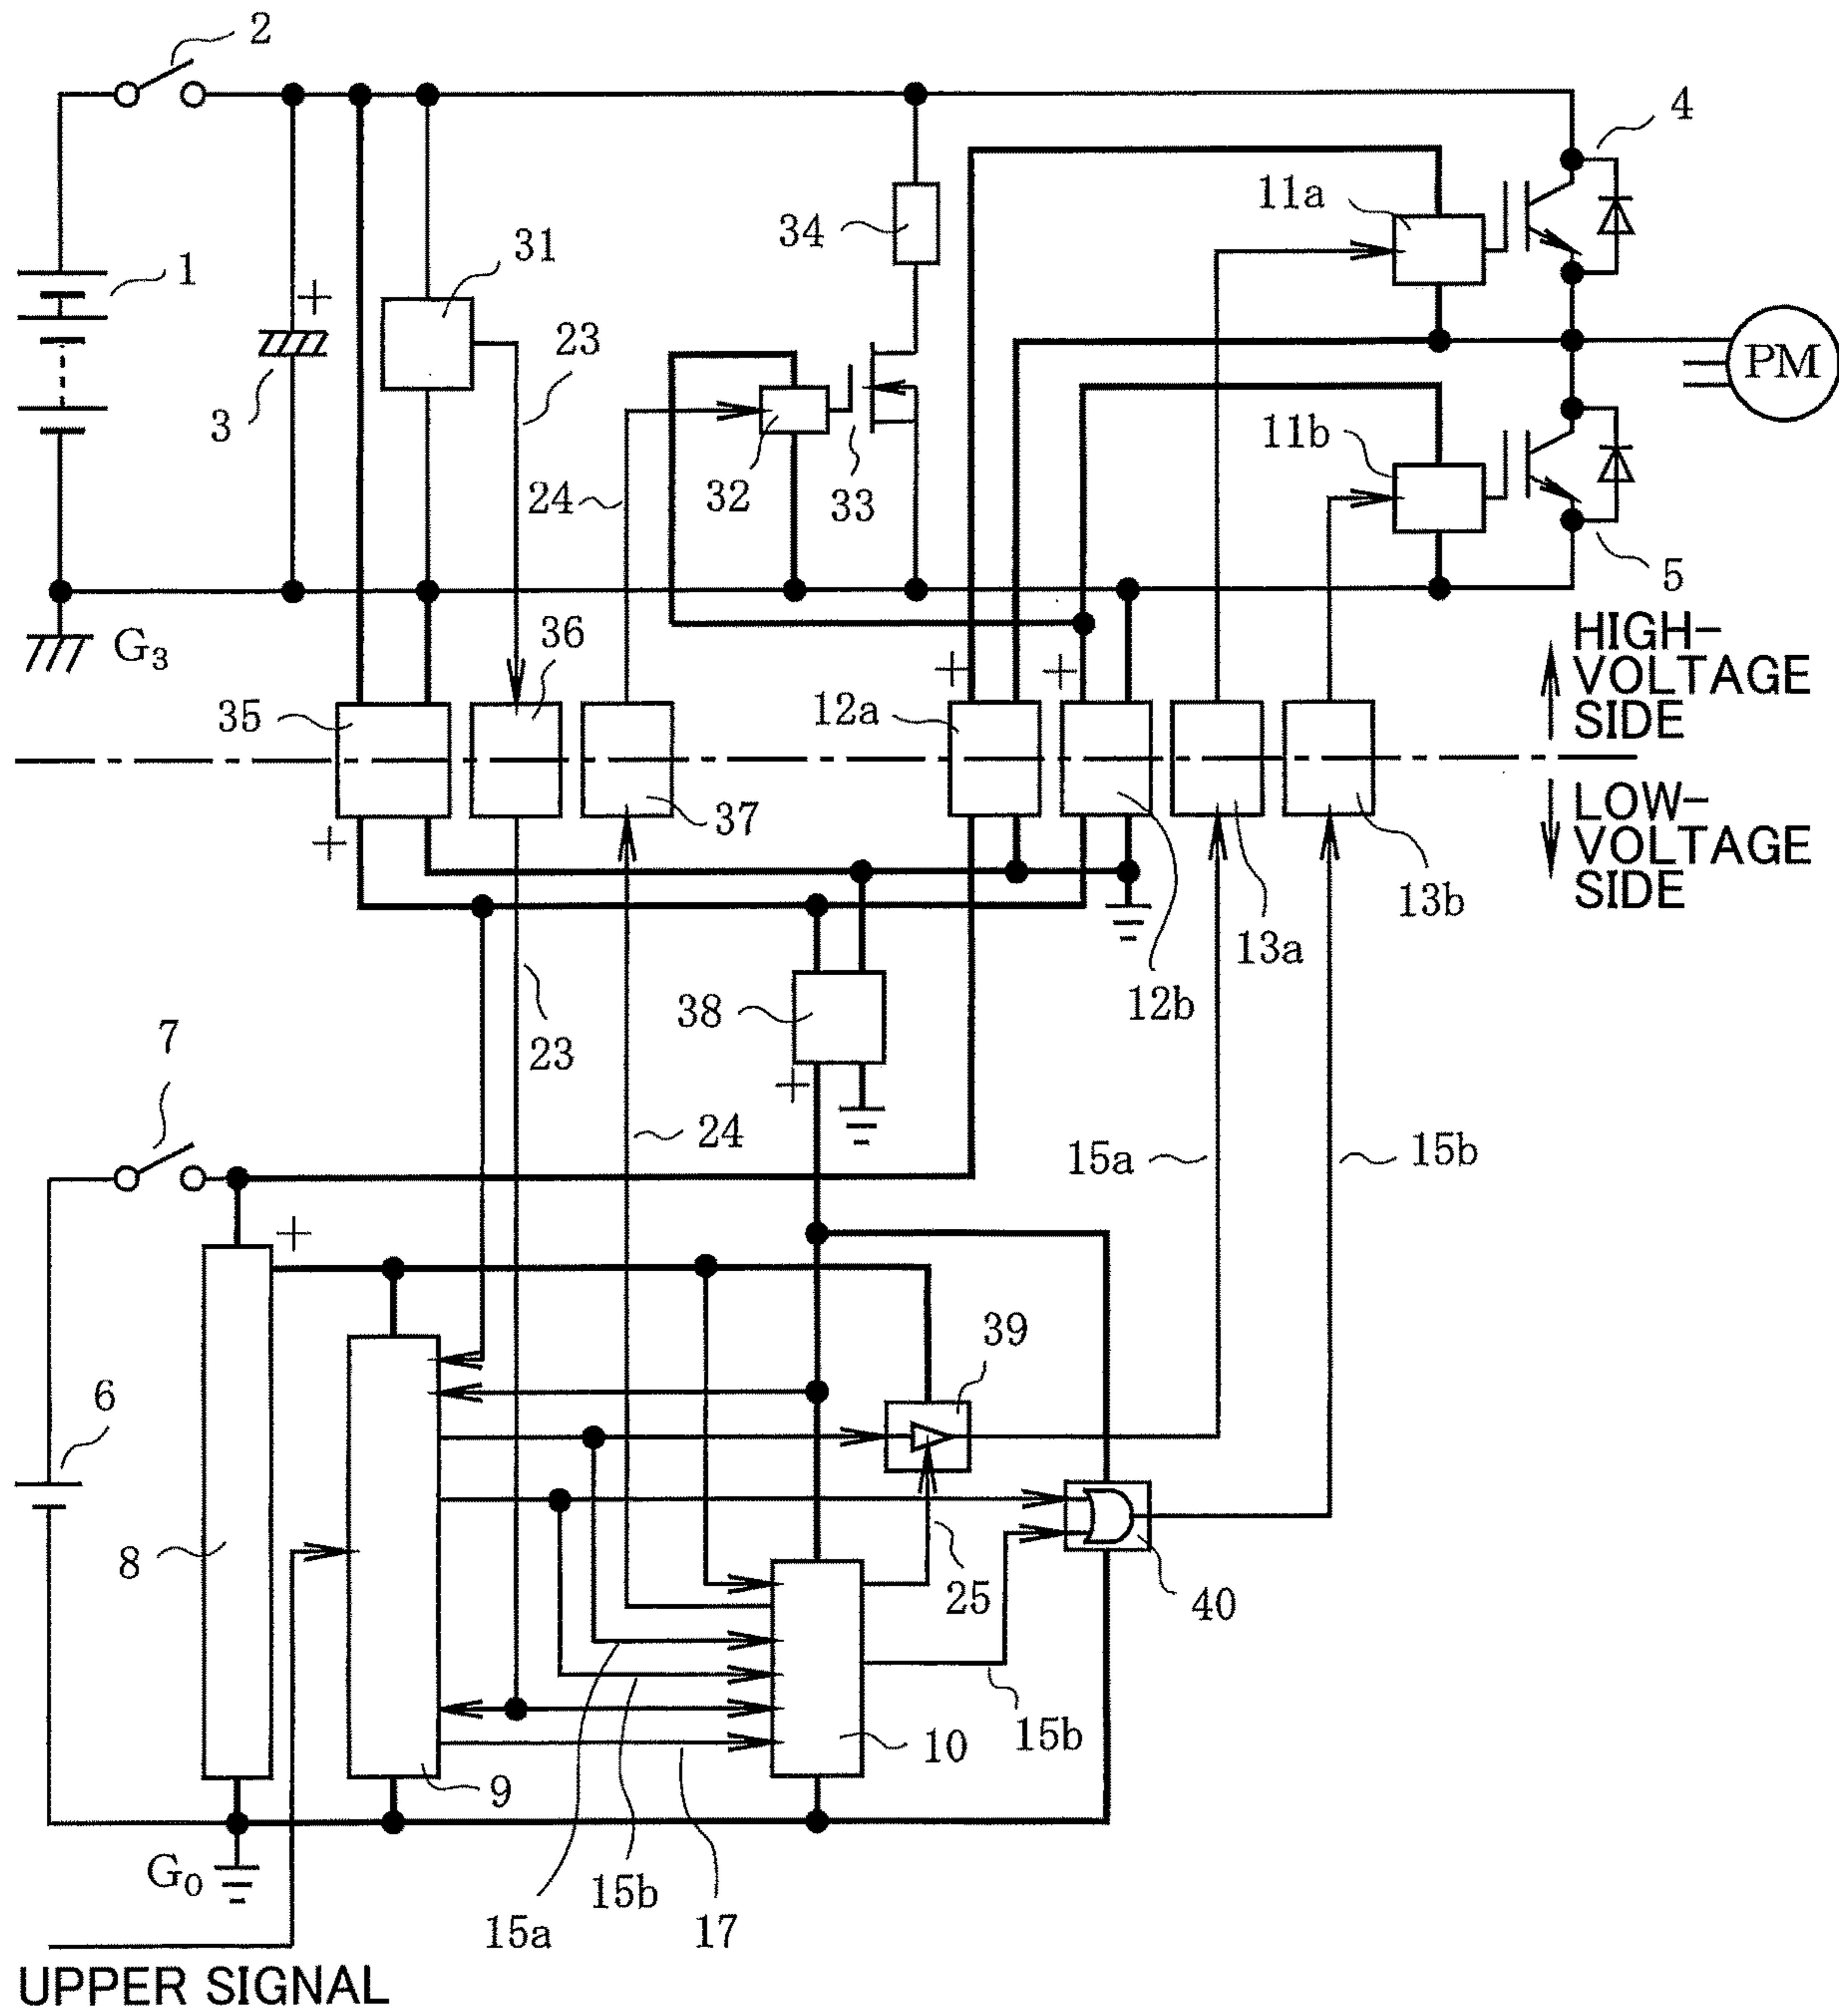 2
4
11a
34
31
1
+
23
PM
3
11b
24
32
33
5
G3
36
HIGH-
VOLTAGE
SIDE
+
+
35
12a
37
LOW-
VOLTAGE
SIDE
+
13b
13a
12b
38
7
23
+
24
15a
15b
+
39
6
8
25
40
10
15b
9
G0
15b
15a
17
UPPER SIGNAL